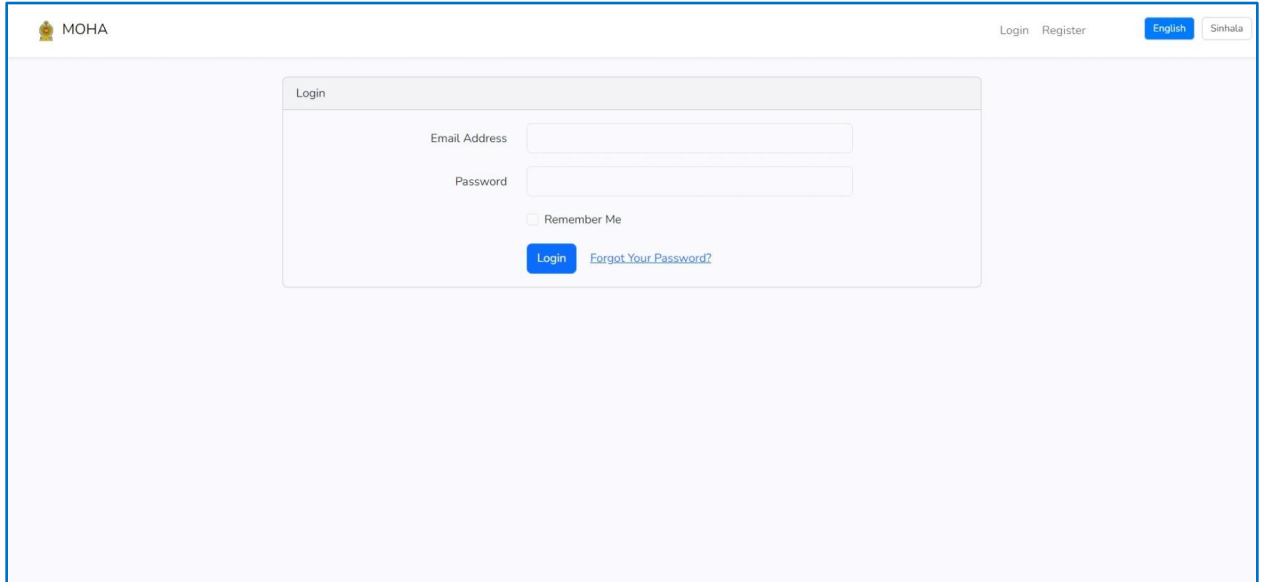 MOHA
Login Register English Sinhala
Login
Email Address
Password
Remember Me
Login Forgot Your Password?